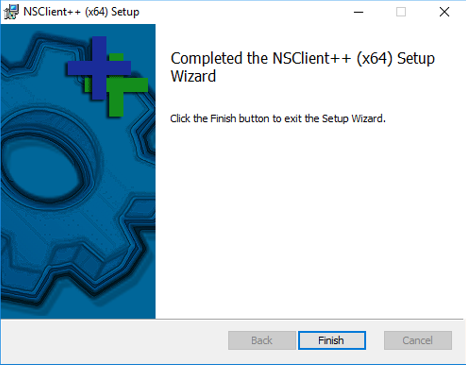 NSClient++ (x64) Setup
Completed the NSClient++ (x64) Setup
Wizard
Click the Finish button to exit the Setup Wizard.
Back Finish Cancel